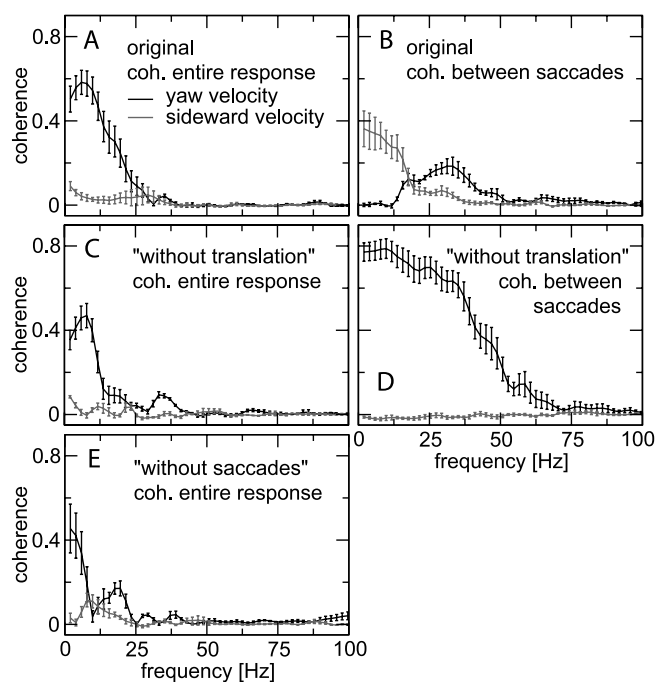 A
original
coh. entire response
yaw velocity
sideward velocity
coherence
0.8
0.4
0
B
original
coh. between saccades
C
"without translation"
coh. entire response
coherence
0.8
0.4
0
"without translation"
coh. between
saccades
D
0 25 50 75 100
frequency [Hz]
E
"without saccades"
coh. entire response
coherence
0.8
0.4
0
0 25 50 75 100
frequency [Hz]